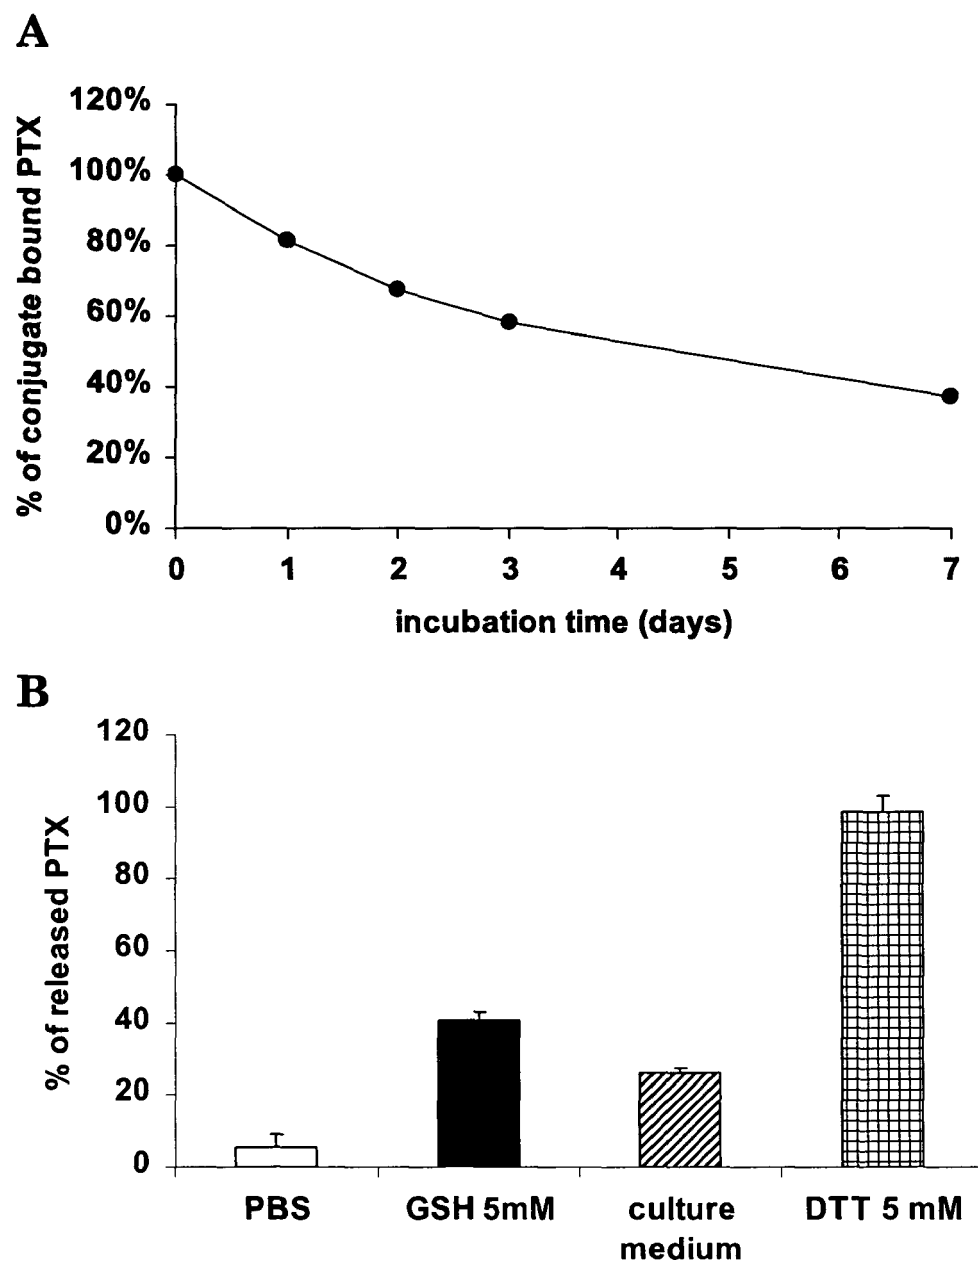 A
% of conjugate bound PTX
120%
100%
80%
60%
40%
20%
0%
0 1 2 3 4 5 6 7
incubation time (days)
B
% of released PTX
120
100
80
60
40
20
0
PBS GSH 5mM culture medium DTT 5 mM